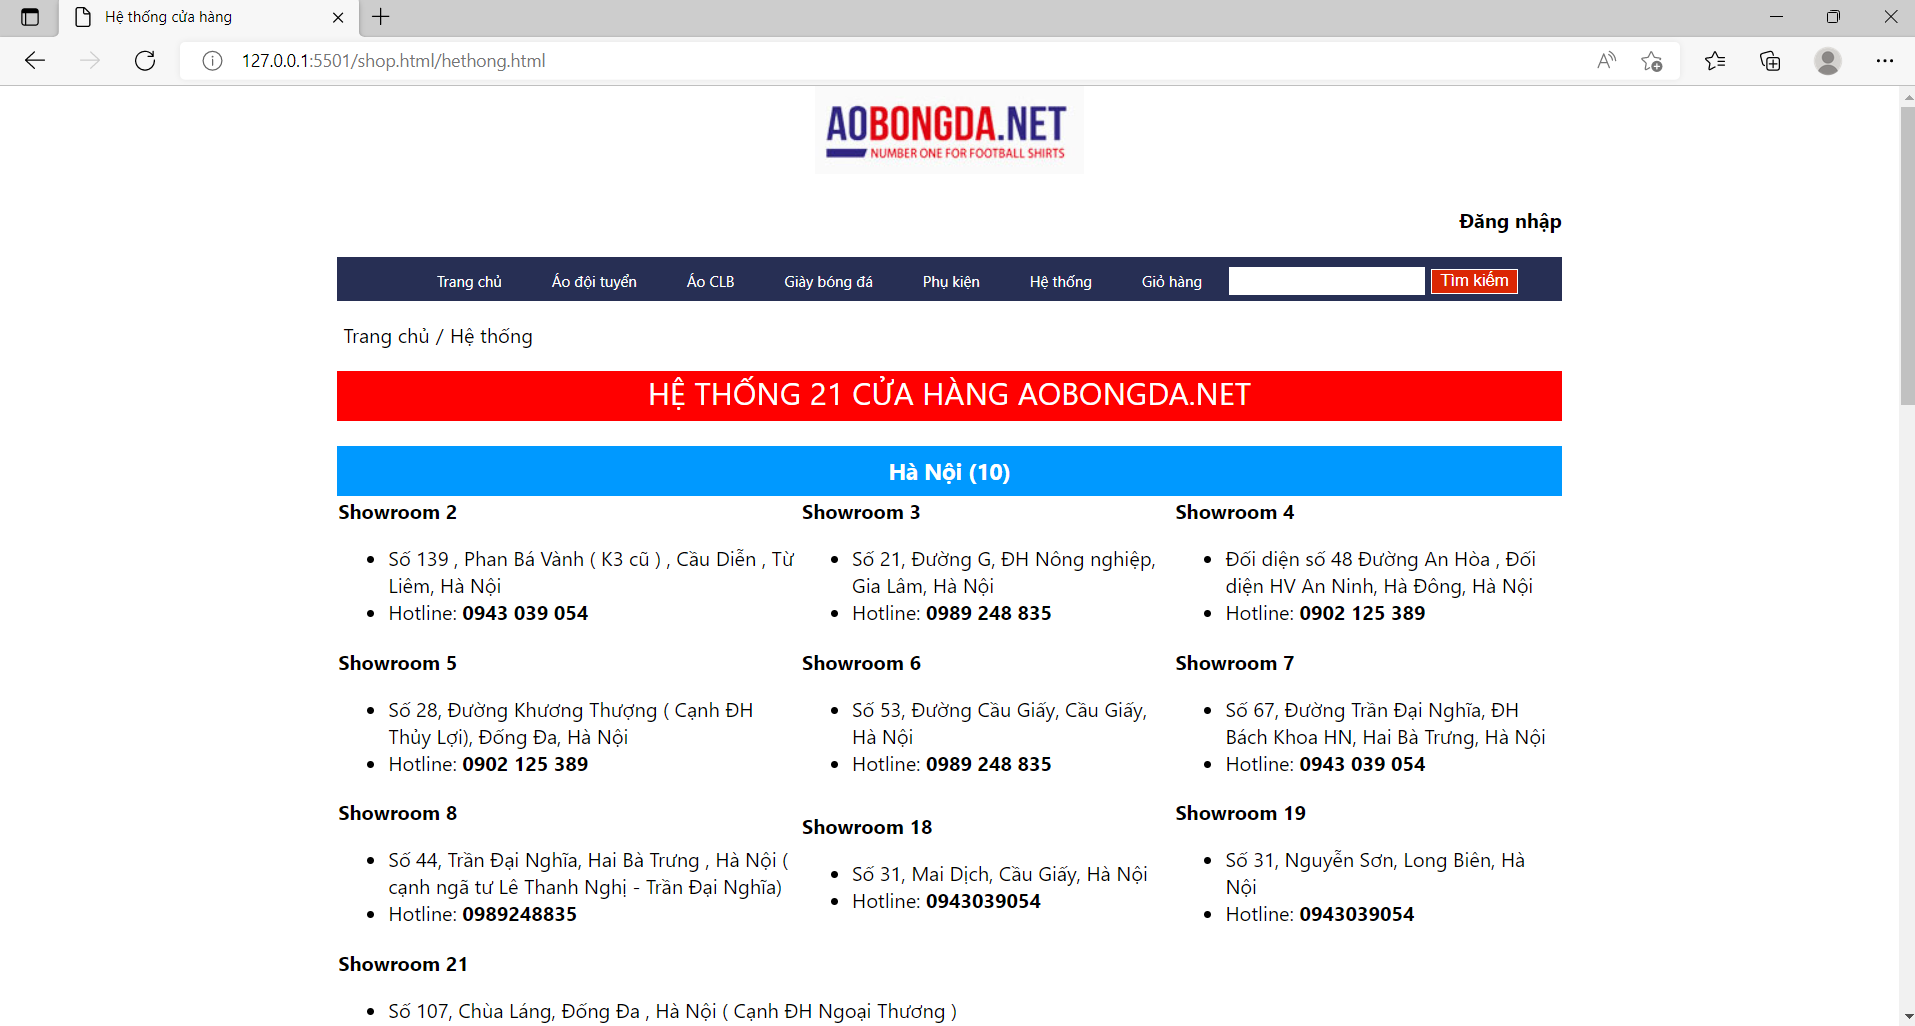 Hệ thống cửa hàng
127.0.0.1:5501/shop.html/hethong.html
AOBONGDA.NET
NUMBER ONE FOR FOOTBALL SHIRTS
Đăng nhập
Trang chủ Áo đội tuyển Áo CLB Giày bóng đá Phụ kiện Hệ thống Giỏ hàng Tìm kiếm
Trang chủ / Hệ thống
HỆ THỐNG 21 CỬA HÀNG AOBONGDA.NET
Hà Nội (10)
Showroom 2
Số 139 , Phan Bá Vành ( K3 cũ ) , Cầu Diễn , Từ
Liêm, Hà Nội
Hotline: 0943 039 054
Showroom 3
Số 21, Đường G, ĐH Nông nghiệp,
Gia Lâm, Hà Nội
Hotline: 0989 248 835
Showroom 4
Đối diện số 48 Đường An Hòa , Đối
diện HV An Ninh, Hà Đông, Hà Nội
Hotline: 0902 125 389
Showroom 5
Số 28, Đường Khương Thượng ( Cạnh ĐH
Thủy Lợi), Đống Đa, Hà Nội
Hotline: 0902 125 389
Showroom 6
Số 53, Đường Cầu Giấy, Cầu Giấy,
Hà Nội
Hotline: 0989 248 835
Showroom 7
Số 67, Đường Trần Đại Nghĩa, ĐH
Bách Khoa HN, Hai Bà Trưng, Hà Nội
Hotline: 0943 039 054
Showroom 8
Số 44, Trần Đại Nghĩa, Hai Bà Trưng , Hà Nội (
cạnh ngã tư Lê Thanh Nghị - Trần Đại Nghĩa)
Hotline: 0989248835
Showroom 18
Số 31, Mai Dịch, Cầu Giấy, Hà Nội
Hotline: 0943039054
Showroom 19
Số 31, Nguyễn Sơn, Long Biên, Hà
Nội
Hotline: 0943039054
Showroom 21
Số 107, Chùa Láng, Đống Đa , Hà Nội ( Cạnh ĐH Ngoại Thương )